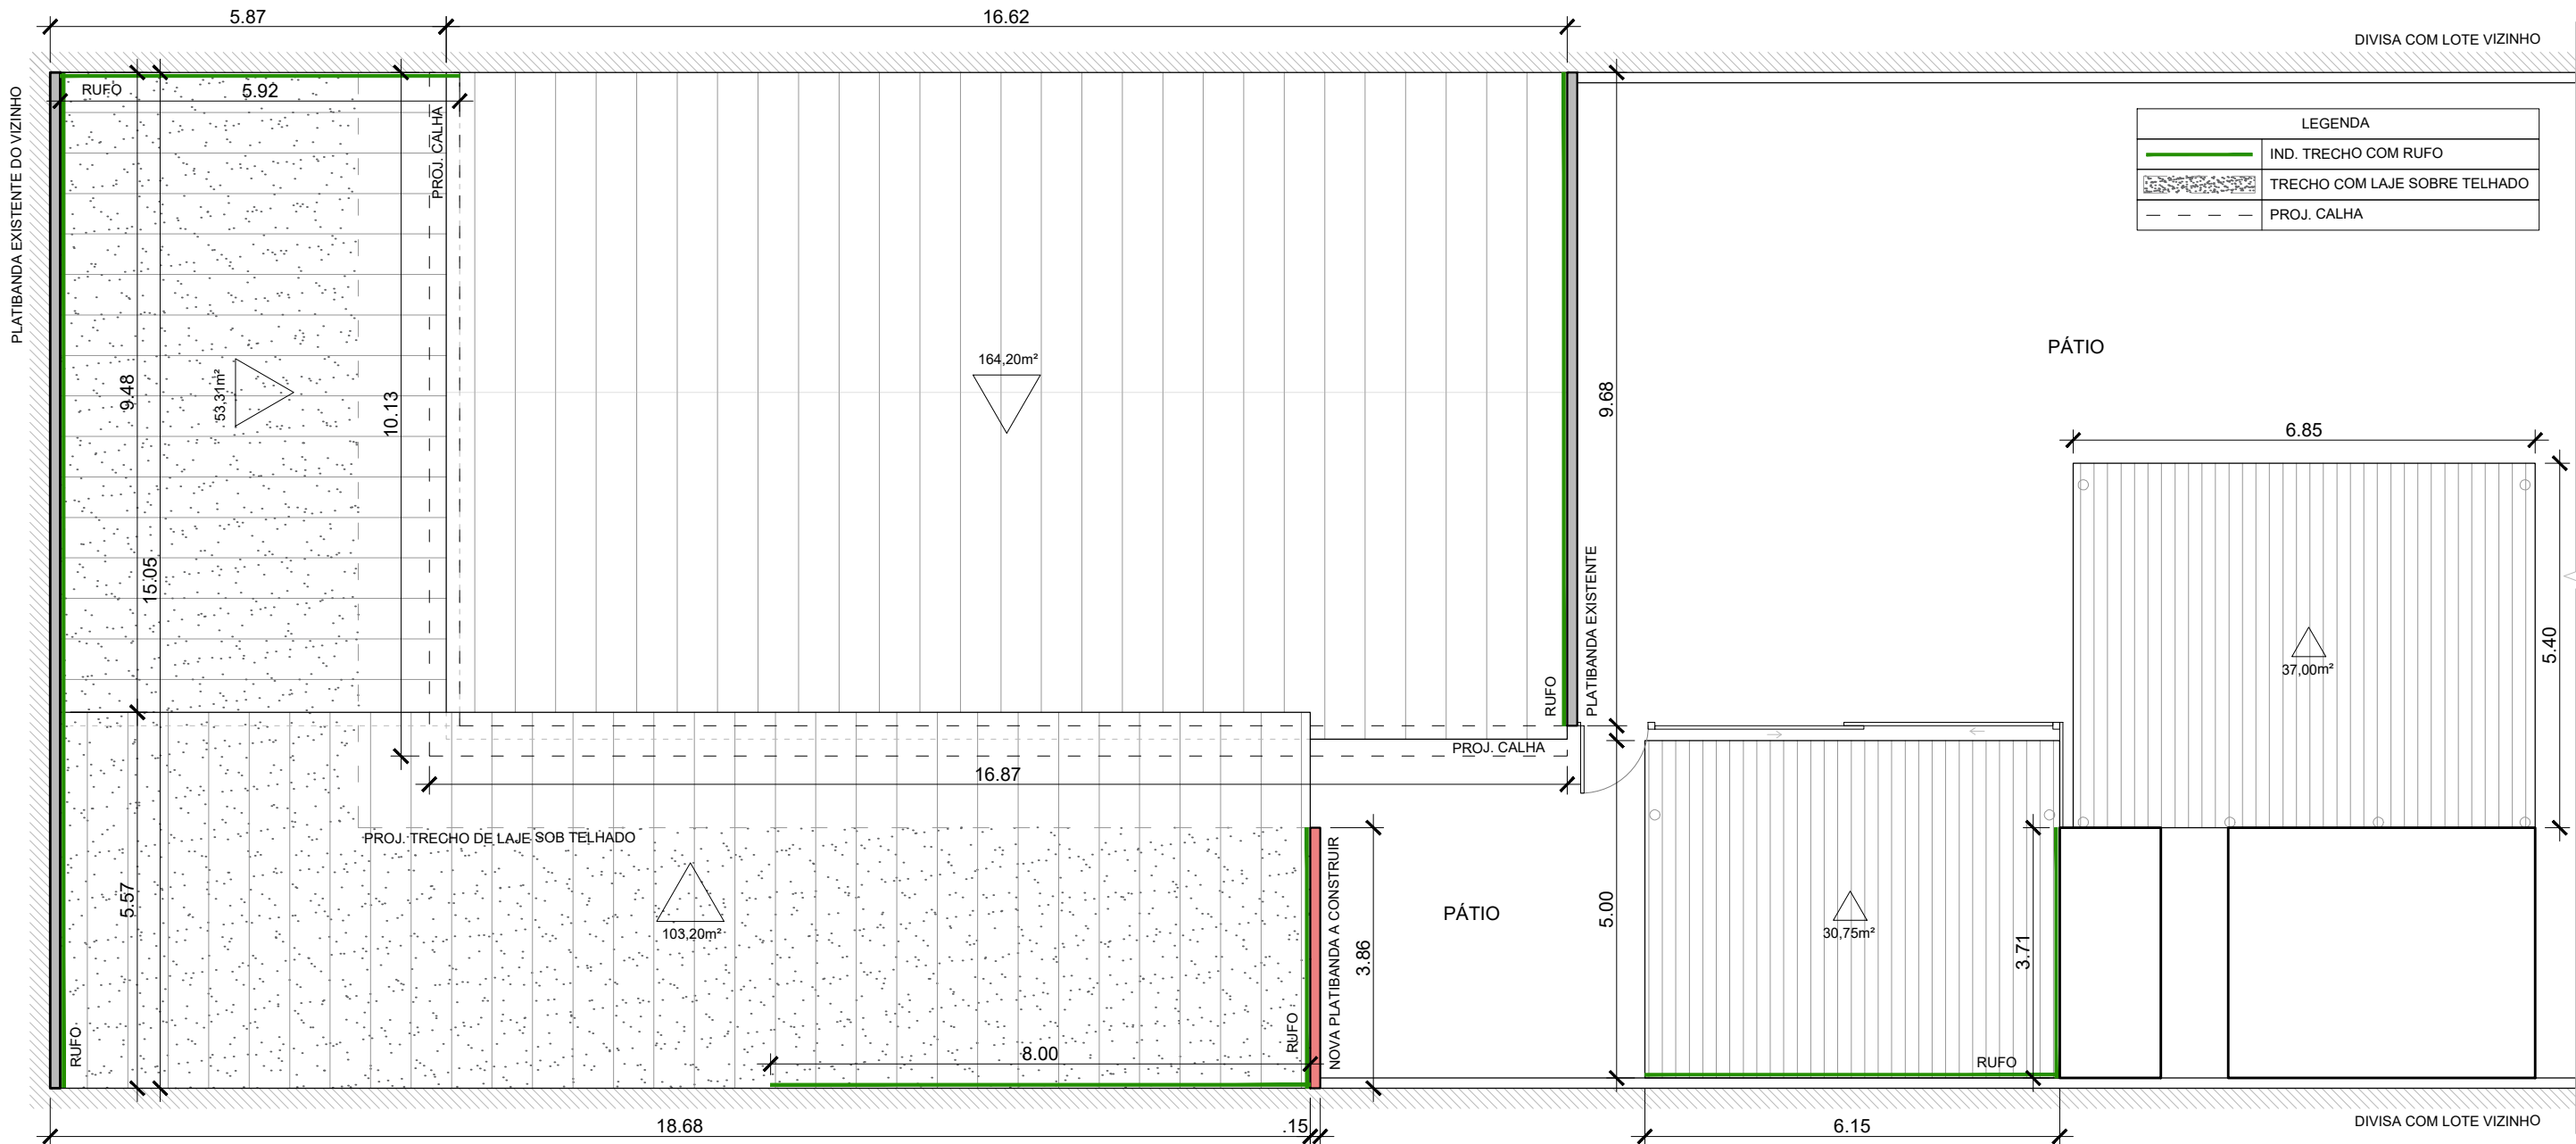 5.87
16.62
DIVISA COM LOTE VIZINHO
PLATIBANDA EXISTENTE DO VIZINHO
RUFO
5.92
PROJ. CALHA
LEGENDA
IND. TRECHO COM RUFO
TRECHO COM LAJE SOBRE TELHADO
PROJ. CALHA
PÁTIO
164,20m²
53,31m²
9.48
10.13
9.68
6.85
15.05
PLATIBANDA EXISTENTE
RUFO
5.40
37,00m²
PROJ. CALHA
16.87
PROJ. TRECHO DE LAJE SOB TELHADO
5.57
103,20m²
3.86
PÁTIO
5.00
30,75m²
3.71
NOVA PLATIBANDA A CONSTRUIR
RUFO
RUFO
8.00
RUFO
18.68
.15
6.15
DIVISA COM LOTE VIZINHO